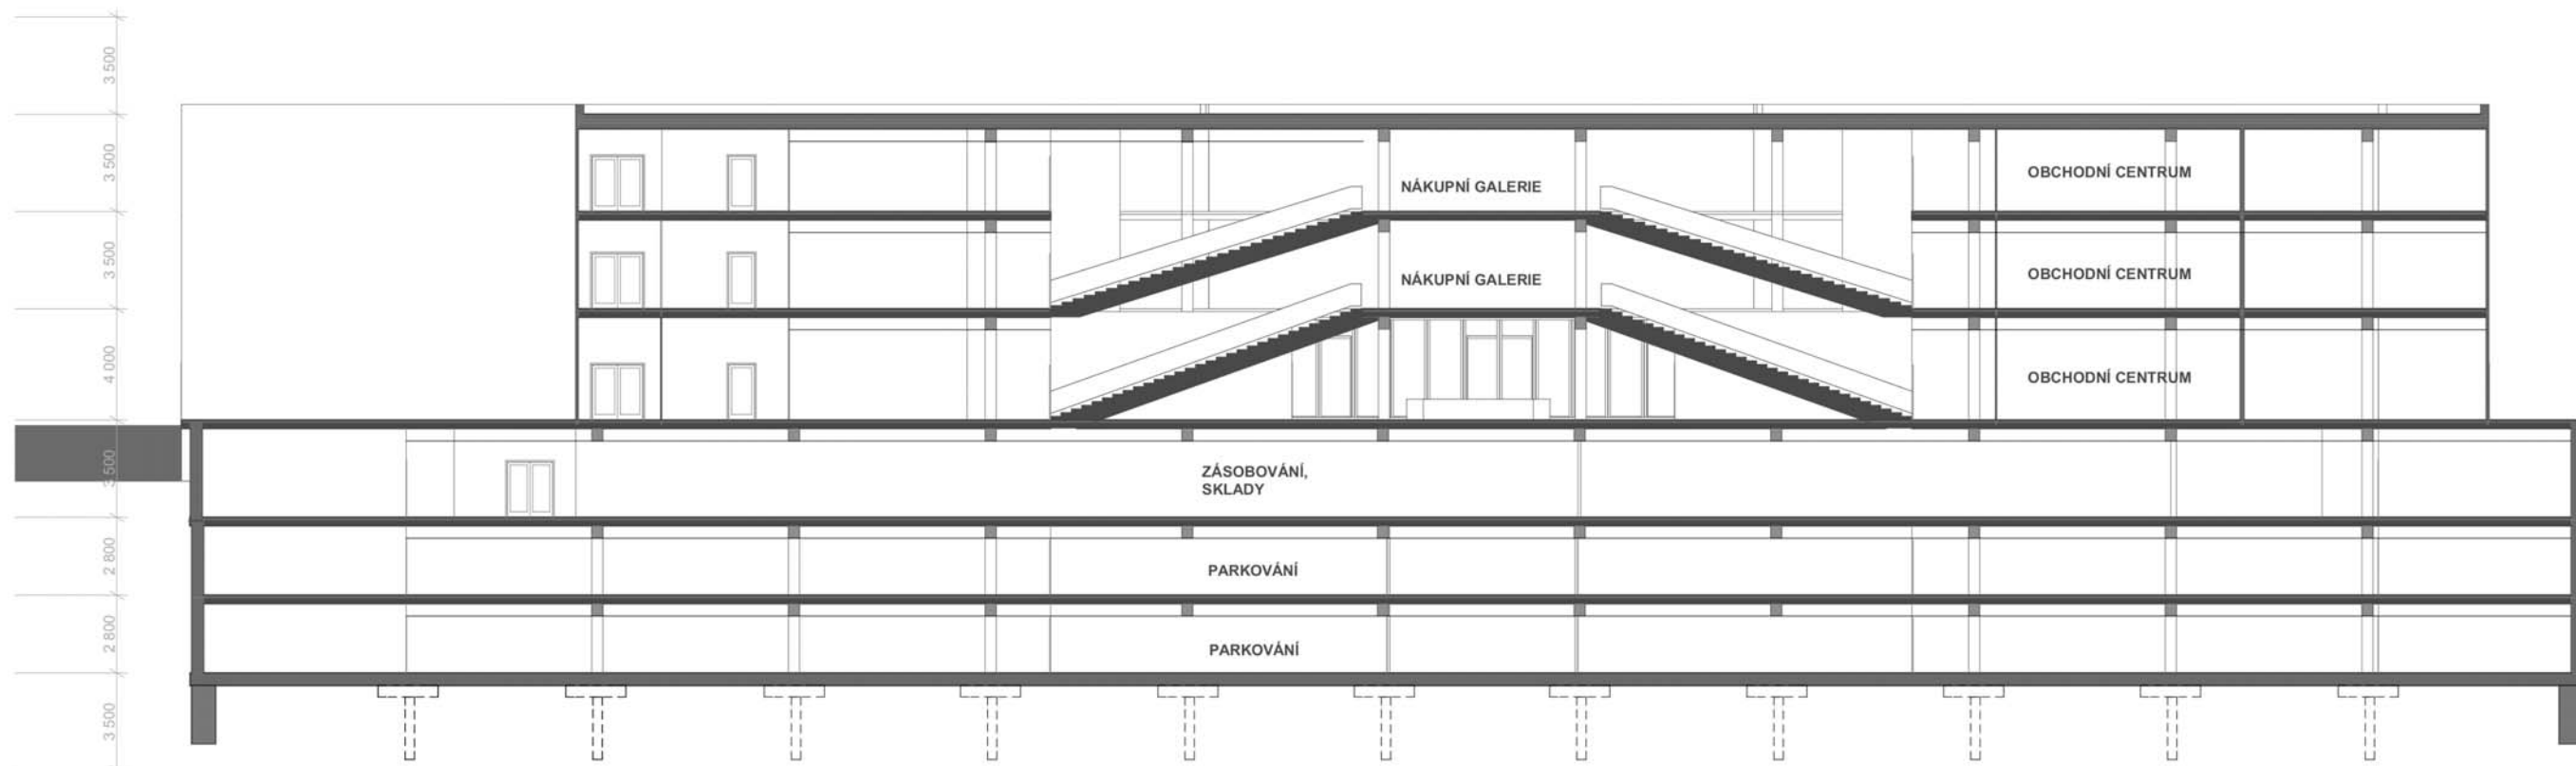 3 500
3 500
3 500
4 000
3 500
2 800
2 800
3 500
NÁKUPNÍ GALERIE
OBCHODNÍ CENTRUM
NÁKUPNÍ GALERIE
OBCHODNÍ CENTRUM
OBCHODNÍ CENTRUM
ZÁSOBOVÁNÍ,
SKLADY
PARKOVÁNÍ
PARKOVÁNÍ